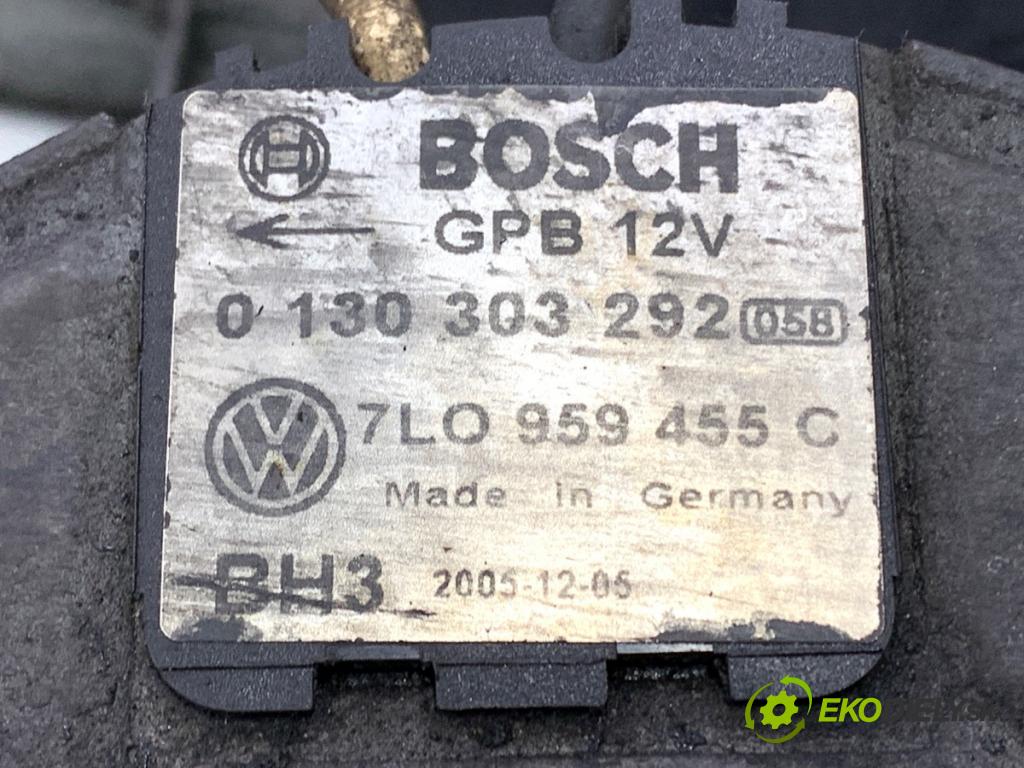 BOSCH
GPB 12V
0 130 303 292 058 1
7LO 959 455 C
Made in Germany
BH3 2005-12-05
EKO